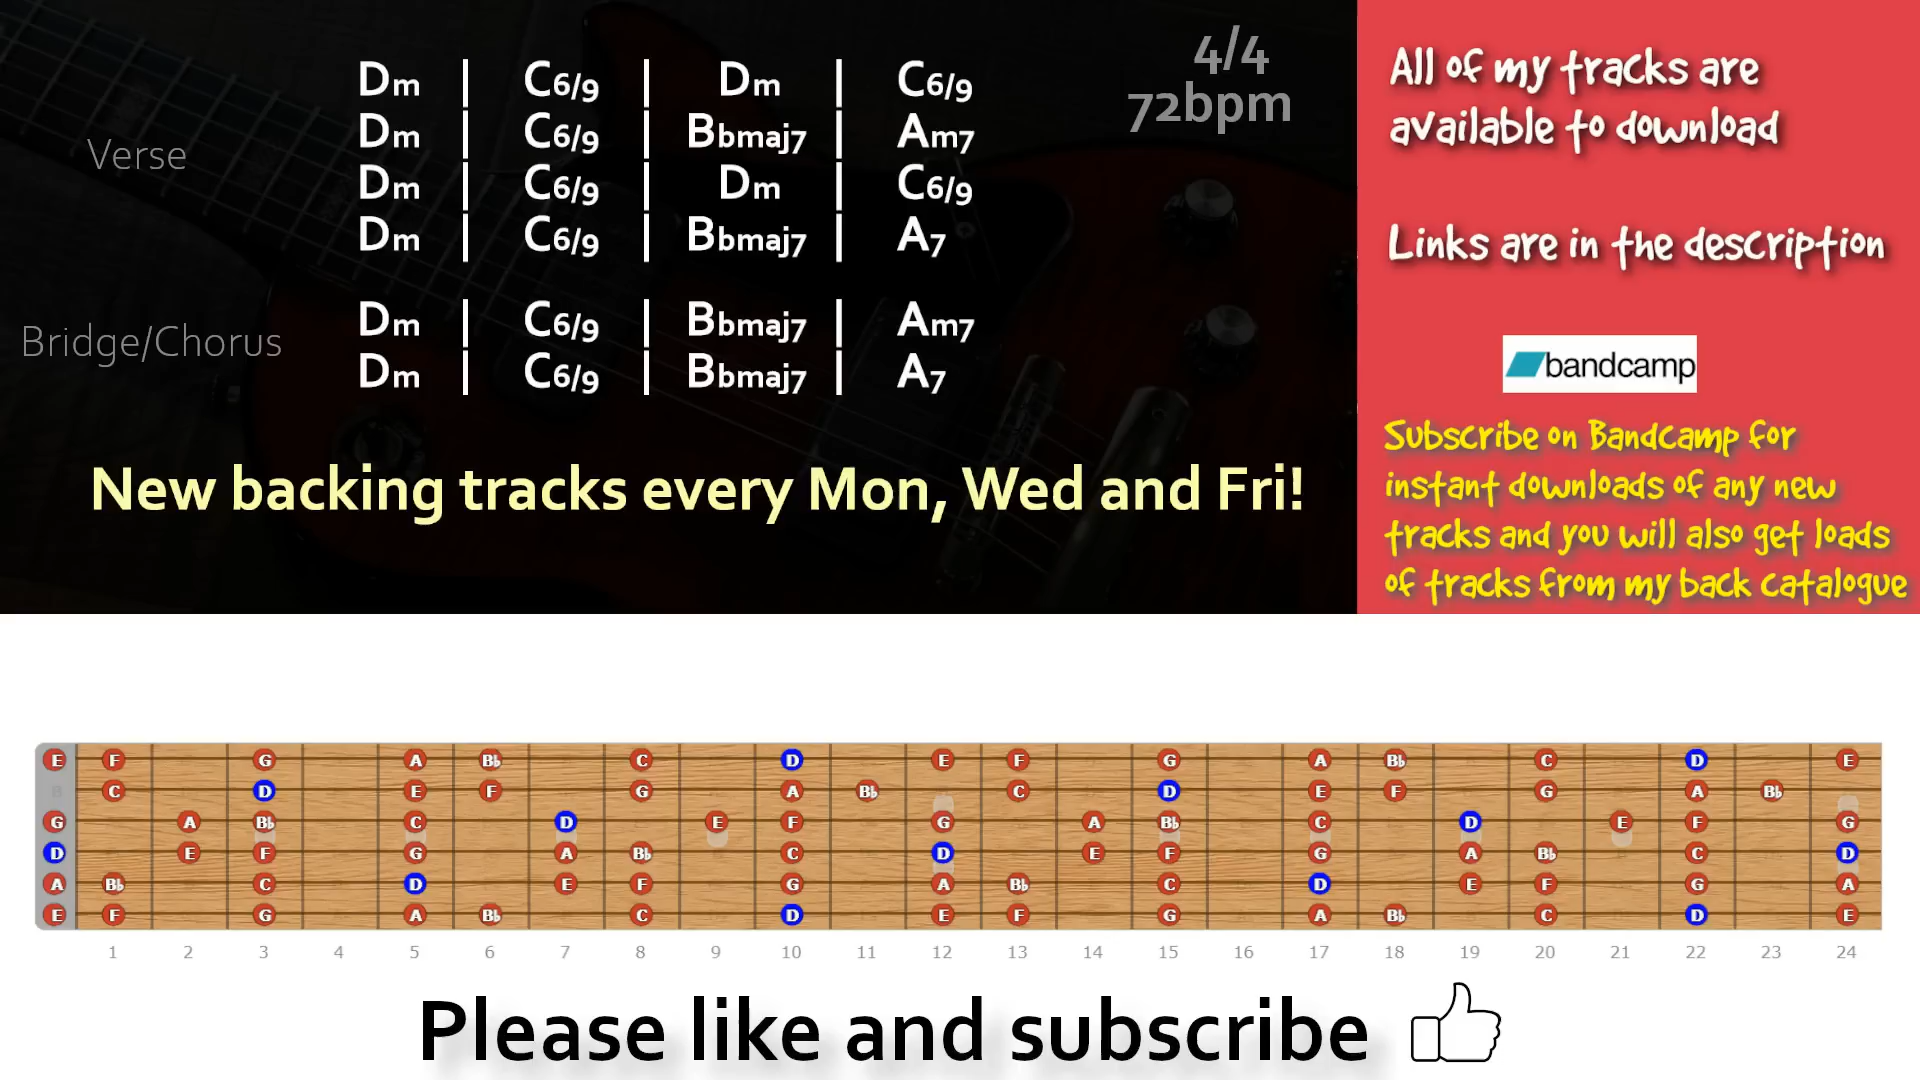 4/4
72bpm
Verse
Dm | C6/9 | Dm | C6/9
Dm | C6/9 | Bbmaj7 | Am7
Dm | C6/9 | Dm | C6/9
Dm | C6/9 | Bbmaj7 | A7
Bridge/Chorus
Dm | C6/9 | Bbmaj7 | Am7
Dm | C6/9 | Bbmaj7 | A7
New backing tracks every Mon, Wed and Fri!
All of my tracks are
available to download
Links are in the description
bandcamp
Subscribe on Bandcamp for
instant downloads of any new
tracks and you will also get loads
of tracks from my back catalogue
E F G A B♭ C D E F G A B♭ C D E
B C D E F G A B♭ C D E F G A B♭
G A B♭ C D E F G A B♭ C D E F G
D E F G A B♭ C D E F G A B♭ C D
A B♭ C D E F G A B♭ C D E F G A
E F G A B♭ C D E F G A B♭ C D E
1 2 3 4 5 6 7 8 9 10 11 12 13 14 15 16 17 18 19 20 21 22 23 24
Please like and subscribe